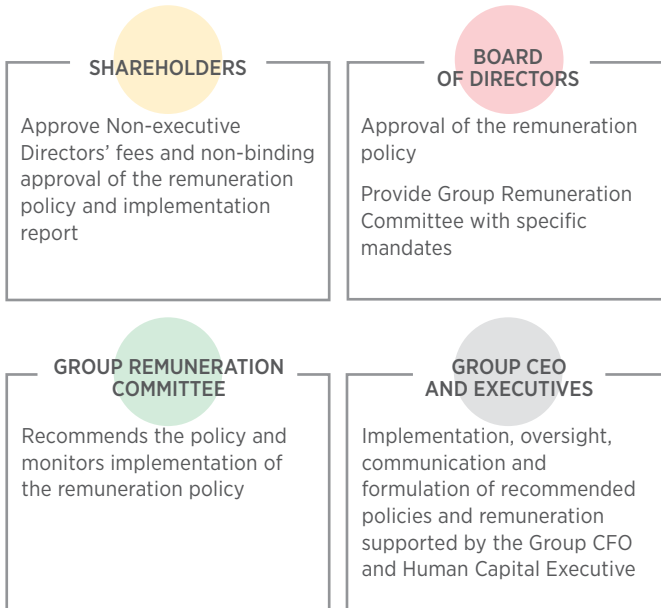 SHAREHOLDERS
Approve Non-executive
Directors’ fees and non-binding
approval of the remuneration
policy and implementation
report
BOARD
OF DIRECTORS
Approval of the remuneration
policy
Provide Group Remuneration
Committee with specific
mandates
GROUP REMUNERATION
COMMITTEE
Recommends the policy and
monitors implementation of
the remuneration policy
GROUP CEO
AND EXECUTIVES
Implementation, oversight,
communication and
formulation of recommended
policies and remuneration
supported by the Group CFO
and Human Capital Executive